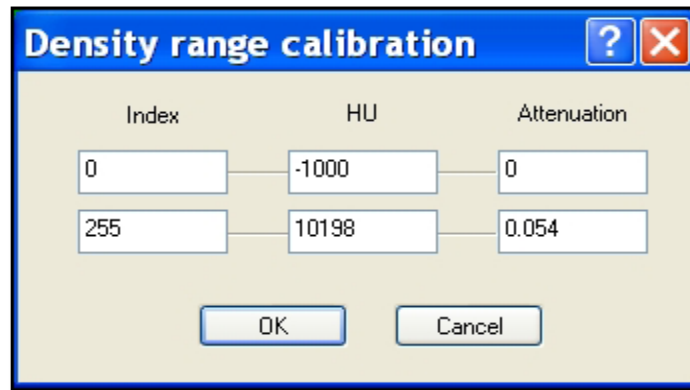 Density range calibration ?
Index HU Attenuation
0 -1000 0
255 10198 0.054
OK Cancel